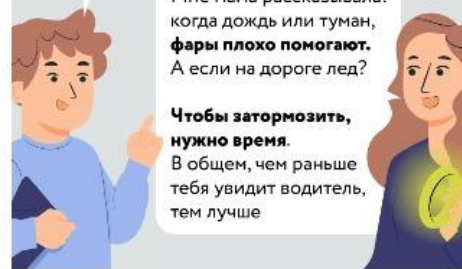 Мне мама рассказывала:
когда дождь или туман,
фары плохо помогают.
А если на дороге лед?
Чтобы затормозить,
нужно время.
В общем, чем раньше
тебя увидит водитель,
тем лучше